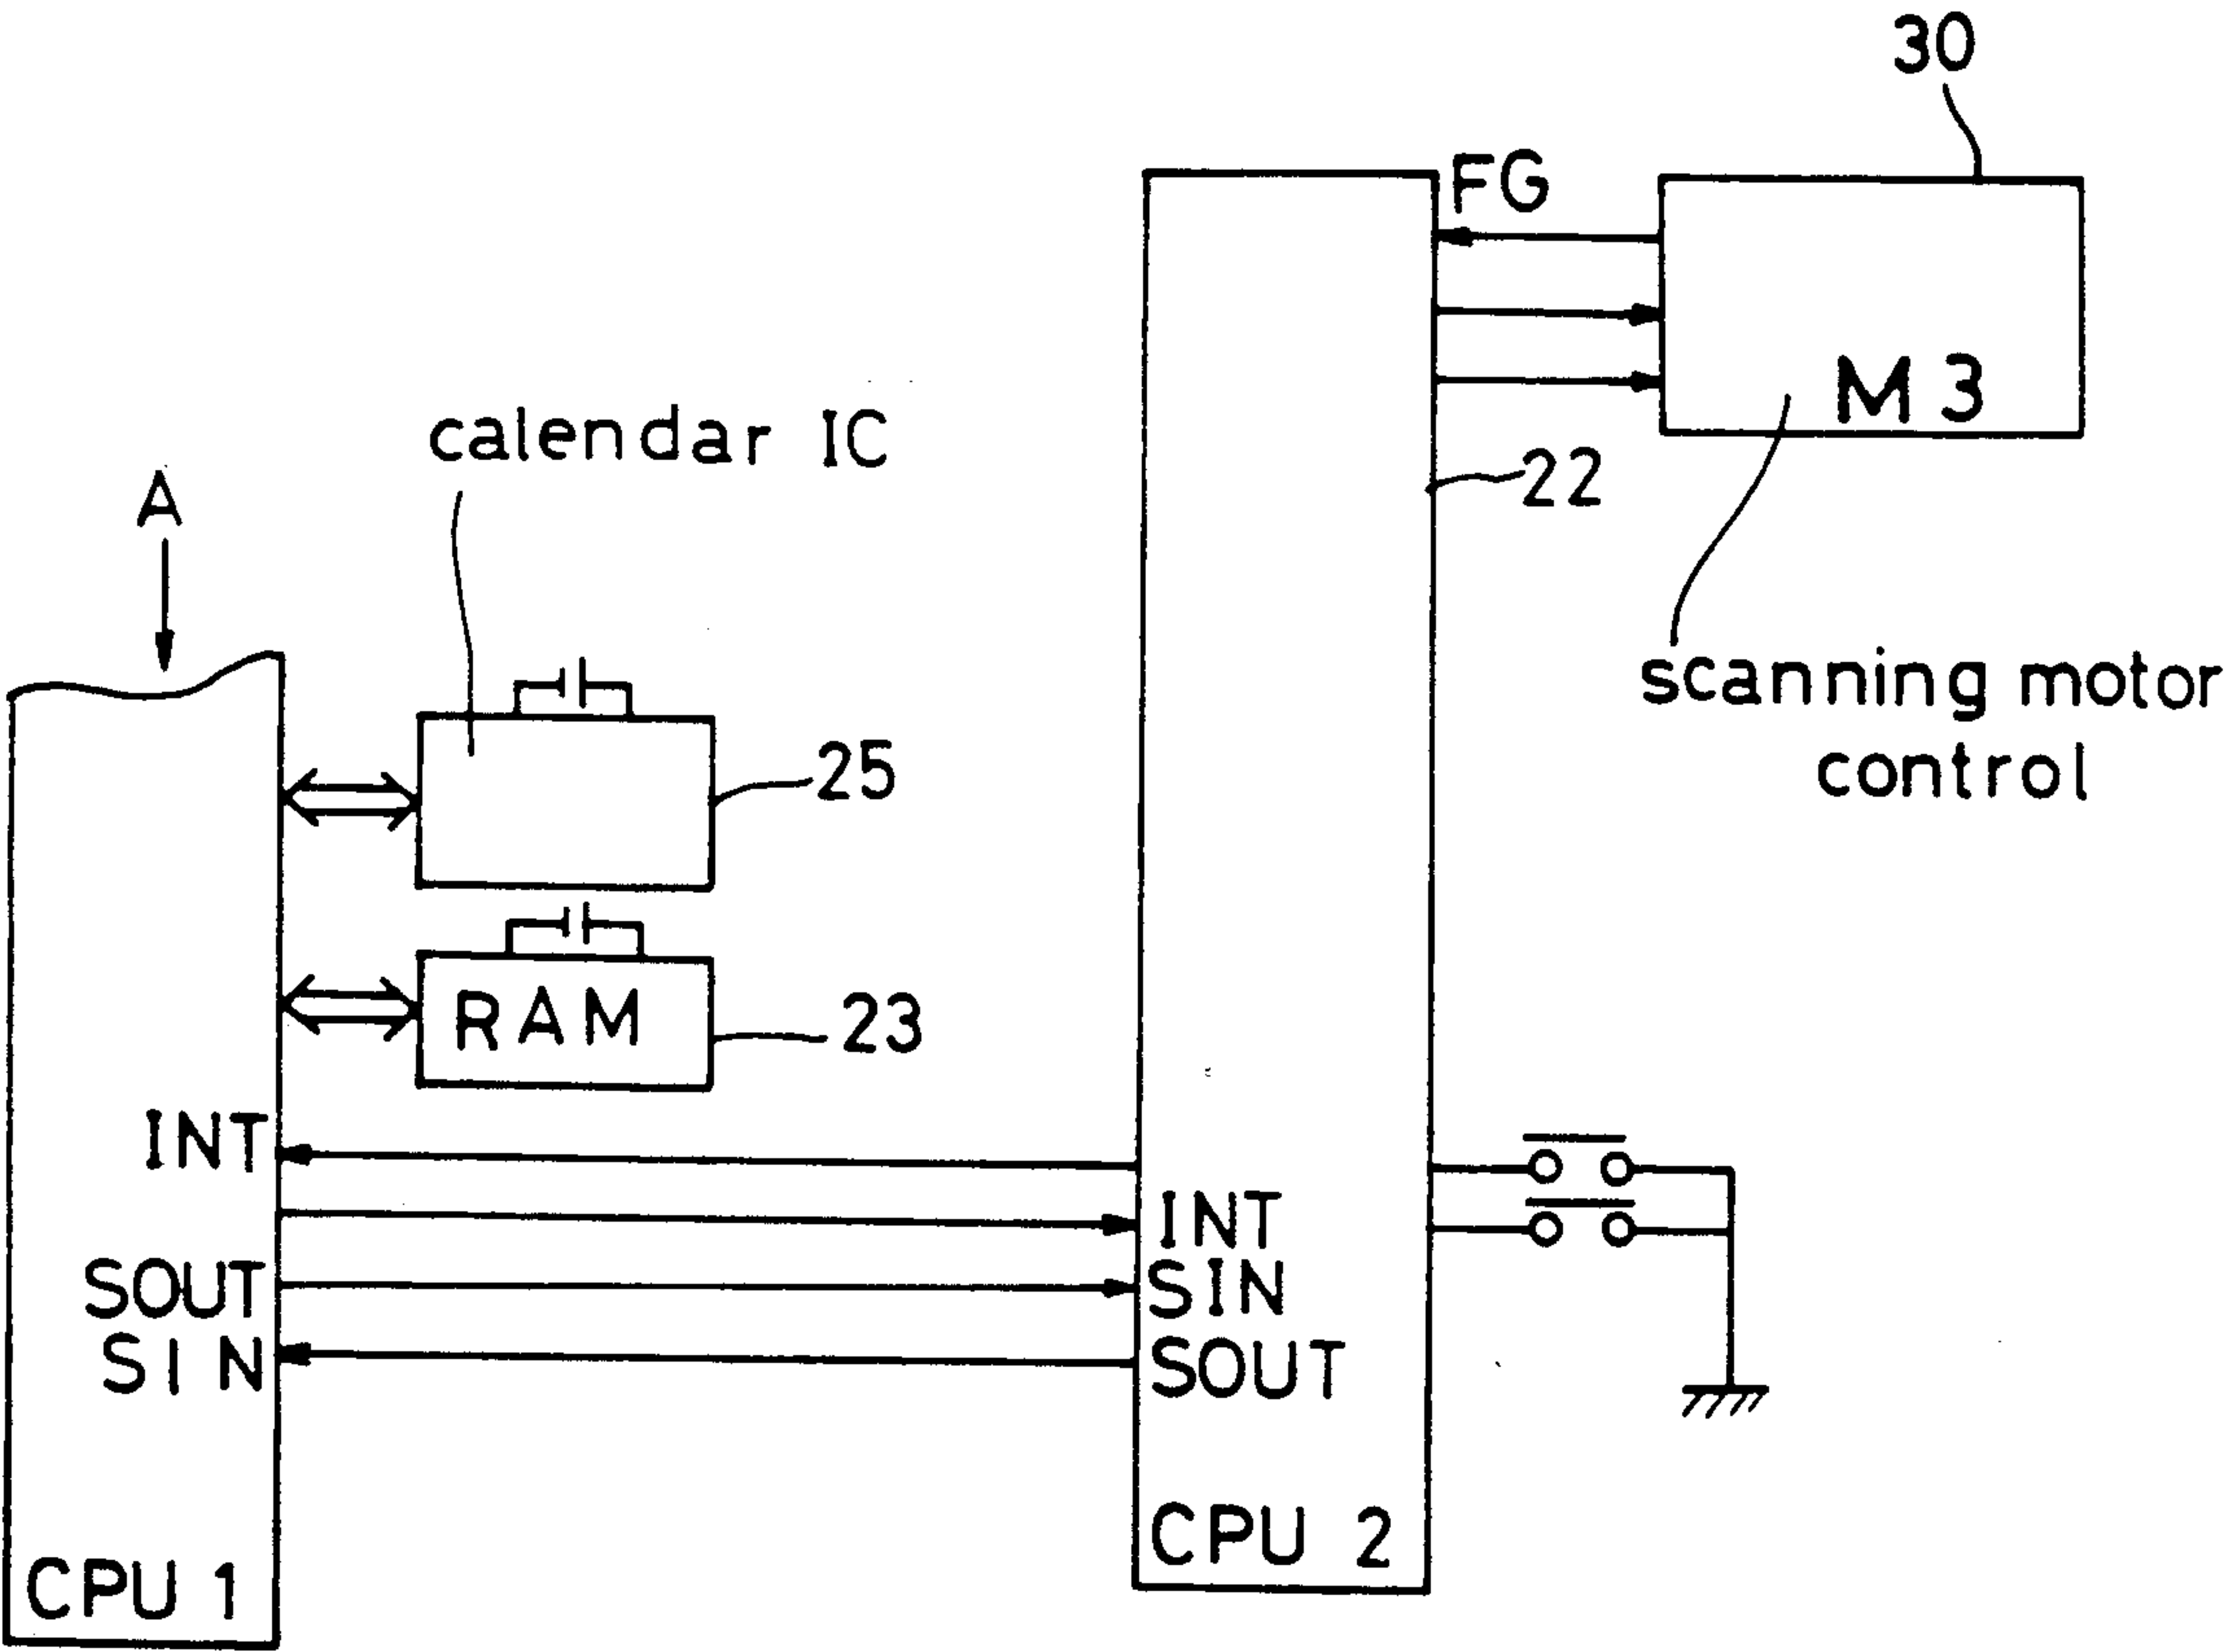 30
FG
M3
calendar IC
22
A
scanning motor
control
25
RAM
23
INT
INT
SOUT
SIN
SIN
SOUT
CPU 2
CPU 1